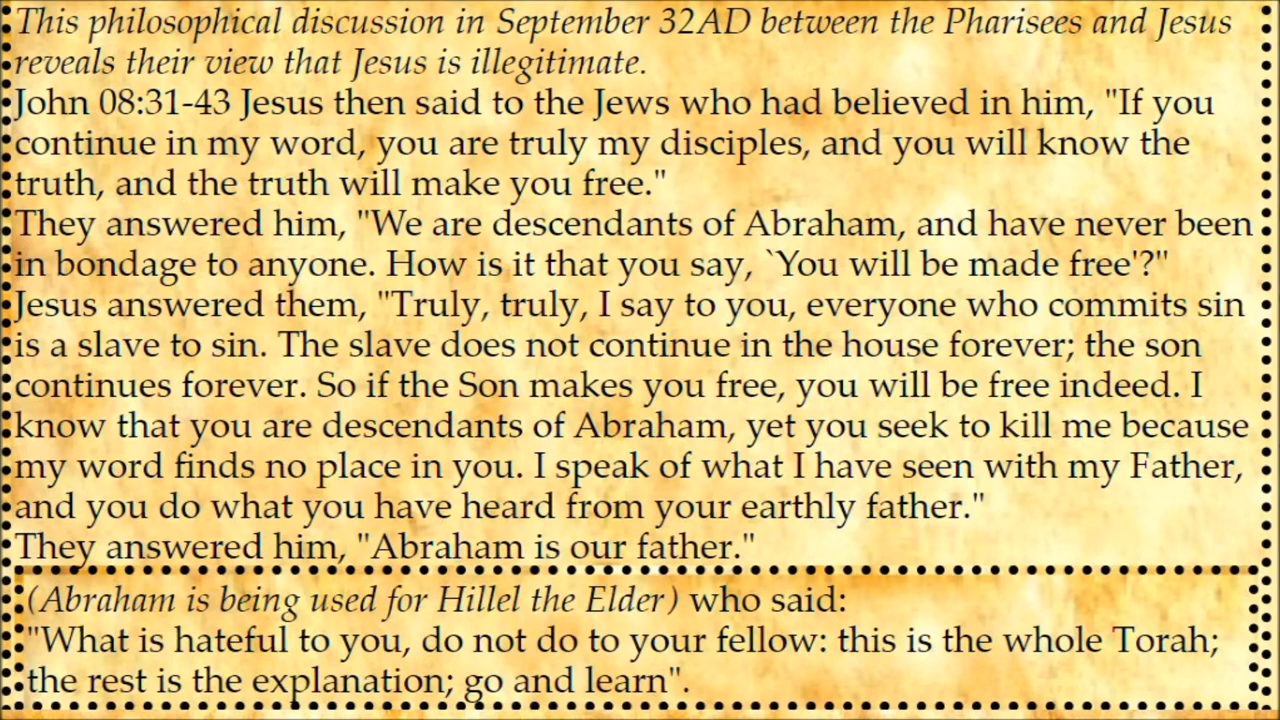 This philosophical discussion in September 32AD between the Pharisees and Jesus
reveals their view that Jesus is illegitimate.
John 08:31-43 Jesus then said to the Jews who had believed in him, "If you
continue in my word, you are truly my disciples, and you will know the
truth, and the truth will make you free."
They answered him, "We are descendants of Abraham, and have never been
in bondage to anyone. How is it that you say, `You will be made free'?"
Jesus answered them, "Truly, truly, I say to you, everyone who commits sin
is a slave to sin. The slave does not continue in the house forever; the son
continues forever. So if the Son makes you free, you will be free indeed. I
know that you are descendants of Abraham, yet you seek to kill me because
my word finds no place in you. I speak of what I have seen with my Father,
and you do what you have heard from your earthly father."
They answered him, "Abraham is our father."
(Abraham is being used for Hillel the Elder) who said:
"What is hateful to you, do not do to your fellow: this is the whole Torah;
the rest is the explanation; go and learn".